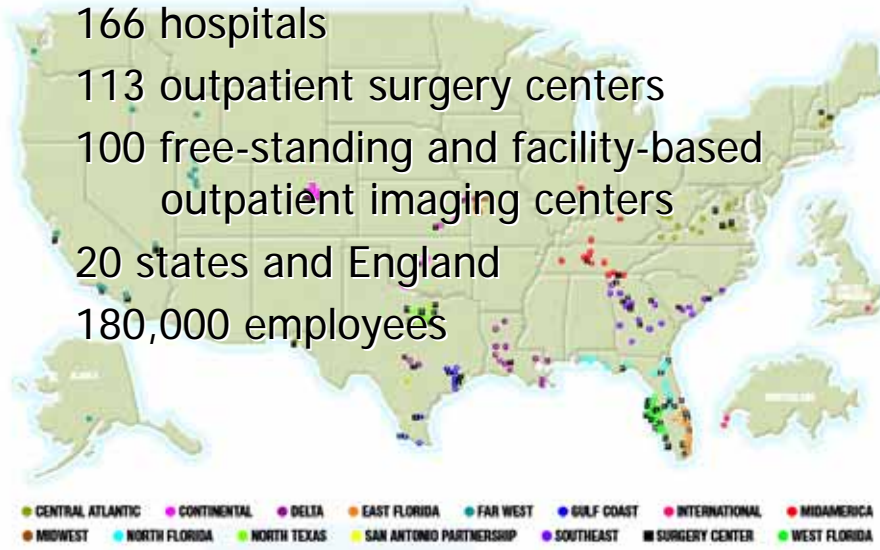 166 hospitals
113 outpatient surgery centers
100 free-standing and facility-based
outpatient imaging centers
20 states and England
180,000 employees
ALASKA
SWITZERLAND
CENTRAL ATLANTIC CONTINENTAL DELTA EAST FLORIDA FAR WEST GULF COAST INTERNATIONAL MIDAMERICA
MIDWEST NORTH FLORIDA NORTH TEXAS SAN ANTONIO PARTNERSHIP SOUTHEAST SURGERY CENTER WEST FLORIDA